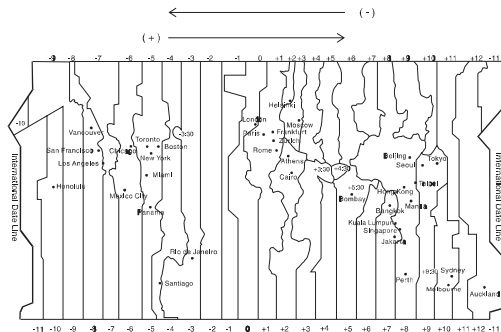 (-)
(+)
-9 -8 -7 -6 -5 -4 -3 -2 -1 0 +1 +2 +3 +4 +5 +6 +7 +8 +9 +10 +11 +12 -11
Helsinki
-10
London
Moscow
Vancouver
-3:30
Paris
Frankfurt
Toronto
Boston
Zürich
San Francisco
Chicago
New York
Rome
Beijing
Seoul
Tokyo
Los Angeles
Athens
Miami
Cairo
+3:30
+4:30
Honolulu
Mexico City
+5:30
Hong Kong
Taipei
Bombay
Panama
Bangkok
Manila
Kuala Lumpur
Singapore
Jakarta
Rio de Janeiro
Santiago
Perth
+9:30
Sydney
Melbourne
Auckland
International Date Line
International Date Line
-11 -10 -9 -8 -7 -6 -5 -4 -3 -2 -1 0 +1 +2 +3 +4 +5 +6 +7 +8 +9 +10 +11 +12 -11